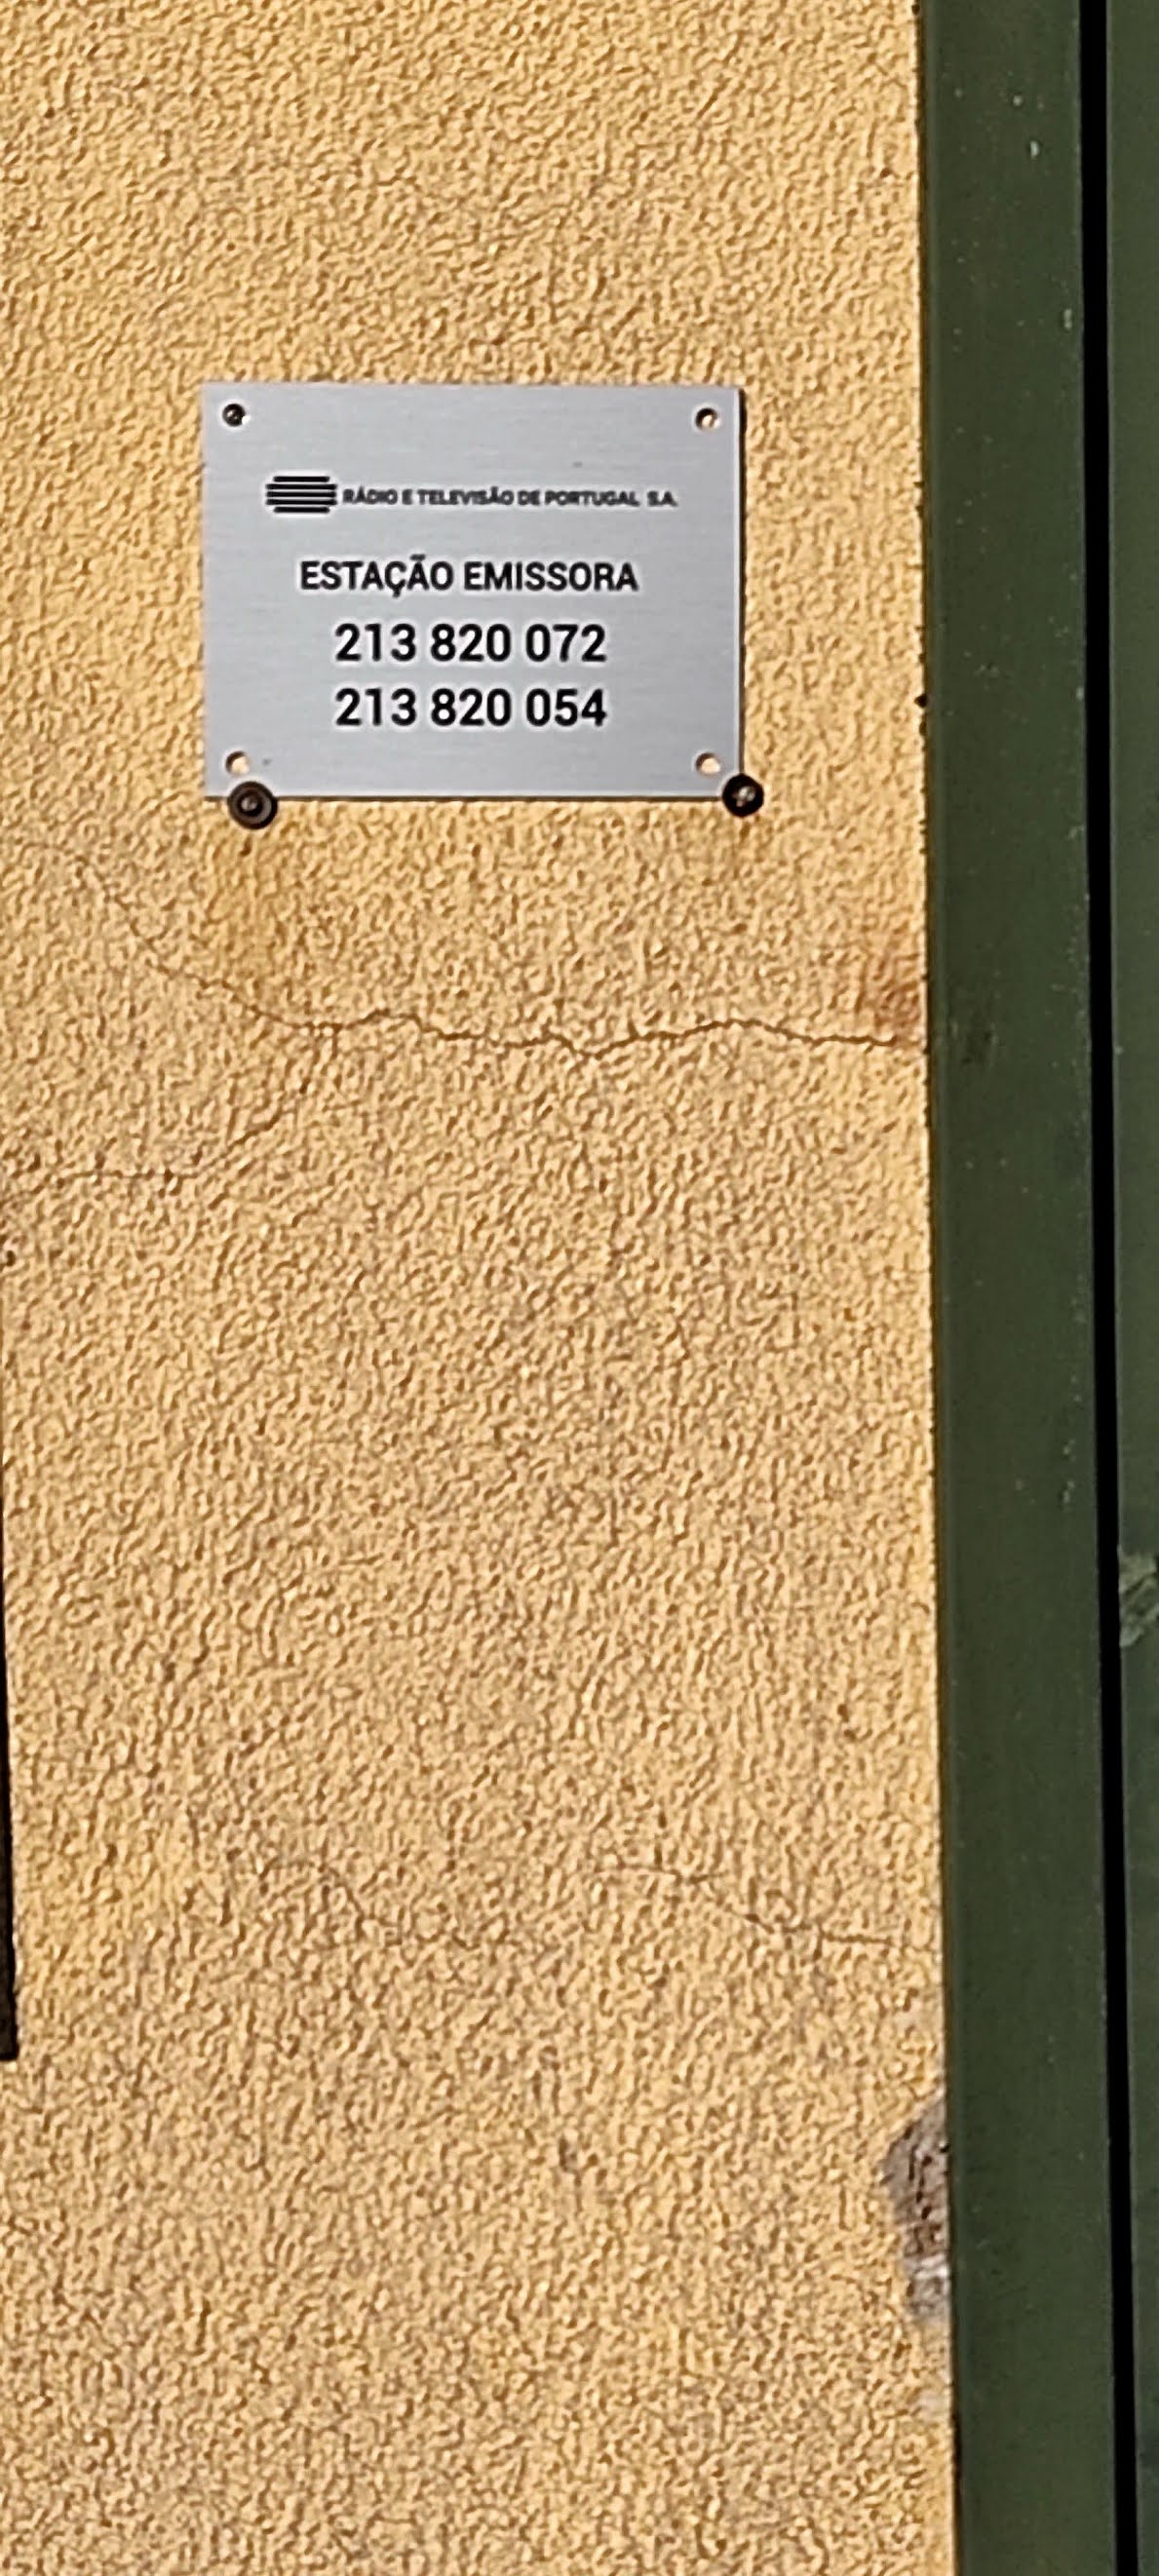 RÁDIO E TELEVISÃO DE PORTUGAL S.A.
ESTAÇÃO EMISSORA
213 820 072
213 820 054